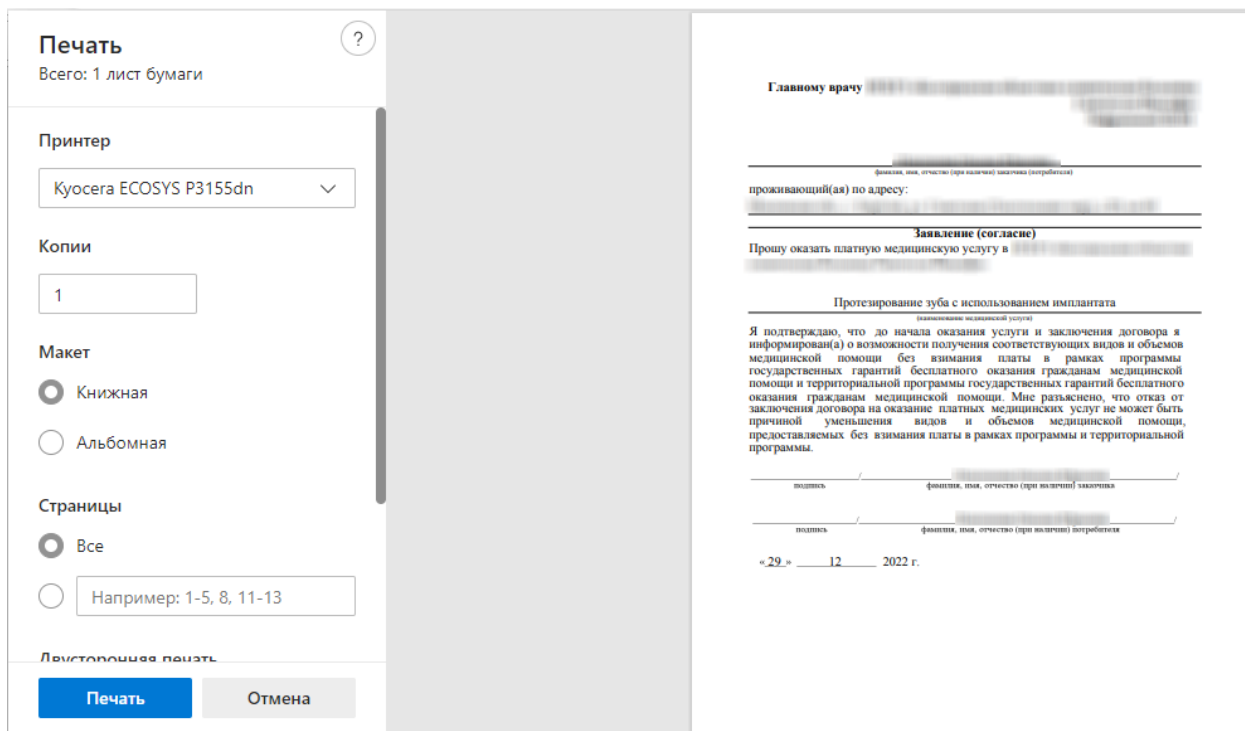 Печать
Всего: 1 лист бумаги
?
Принтер
Kyocera ECOSYS P3155dn
Копии
1
Макет
Книжная
Альбомная
Страницы
Все
Например: 1-5, 8, 11-13
Двусторонняя печать
Печать
Отмена
Главному врачу
фамилия, имя, отчество (при наличии) заказчика (потребителя)
проживающий(ая) по адресу:
Заявление (согласие)
Прошу оказать платную медицинскую услугу в
Протезирование зуба с использованием имплантата
(наименование медицинской услуги)
Я подтверждаю, что до начала оказания услуги и заключения договора я
информирован(а) о возможности получения соответствующих видов и объемов
медицинской помощи без взимания платы в рамках программы
государственных гарантий бесплатного оказания гражданам медицинской
помощи и территориальной программы государственных гарантий бесплатного
оказания гражданам медицинской помощи. Мне разъяснено, что отказ от
заключения договора на оказание платных медицинских услуг не может быть
причиной уменьшения видов и объемов медицинской помощи,
предоставляемых без взимания платы в рамках программы и территориальной
программы.
/ /
подпись фамилия, имя, отчество (при наличии) заказчика
/ /
подпись фамилия, имя, отчество (при наличии) потребителя
« 29 » 12 2022 г.